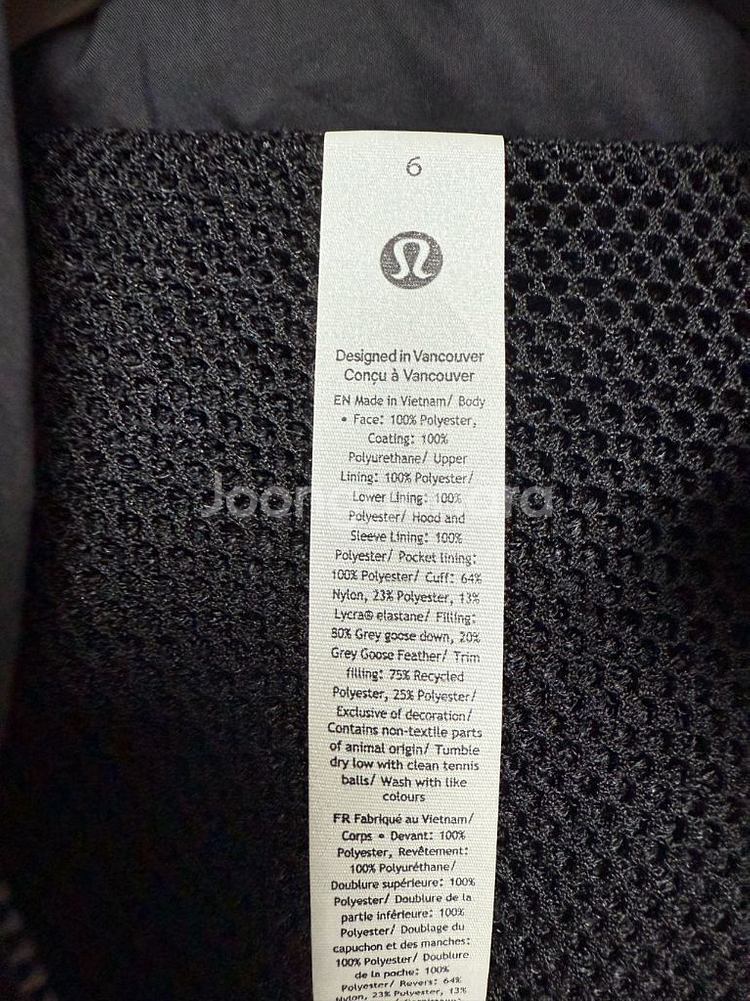 6
Designed in Vancouver
Conçu à Vancouver
EN Made in Vietnam/ Body
• Face: 100% Polyester,
Coating: 100%
Polyurethane/ Upper
Lining: 100% Polyester/
Lower Lining: 100%
Polyester/ Hood and
Sleeve Lining: 100%
Polyester/ Pocket lining:
100% Polyester/ Cuff: 64%
Nylon, 23% Polyester, 13%
Lycra® elastane/ Filling:
80% Grey goose down, 20%
Grey Goose Feather/ Trim
filling: 75% Recycled
Polyester, 25% Polyester/
Exclusive of decoration/
Contains non-textile parts
of animal origin/ Tumble
dry low with clean tennis
balls/ Wash with like
colours
FR Fabriqué au Vietnam/
Corps • Devant: 100%
Polyester, Revêtement:
100% Polyuréthane/
Doublure supérieure: 100%
Polyester/ Doublure de la
partie inférieure: 100%
Polyester/ Doublage du
capuchon et des manches:
100% Polyester/ Doublure
de la poche: 100%
Polyester/ Revers: 64%
Nylon, 23% Polyester, 13%